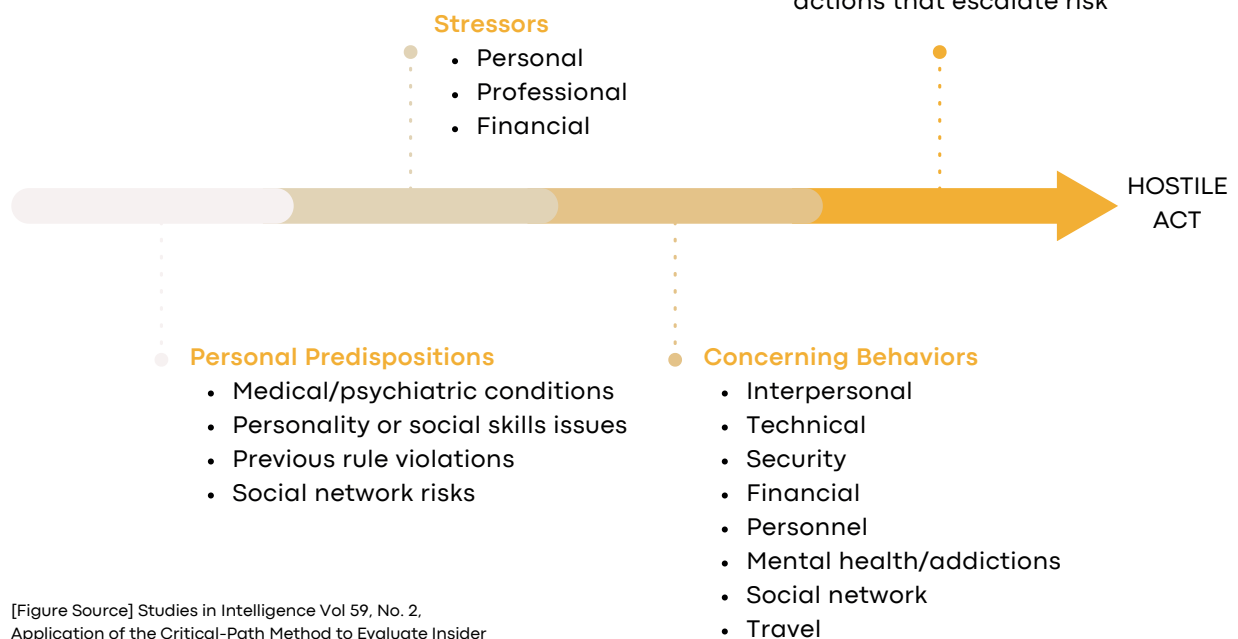 actions that escalate risk
Stressors
• Personal
• Professional
• Financial
HOSTILE
ACT
Personal Predispositions
• Medical/psychiatric conditions
• Personality or social skills issues
• Previous rule violations
• Social network risks
Concerning Behaviors
• Interpersonal
• Technical
• Security
• Financial
• Personnel
• Mental health/addictions
• Social network
• Travel
[Figure Source] Studies in Intelligence Vol 59, No. 2,
Application of the Critical-Path Method to Evaluate Insider